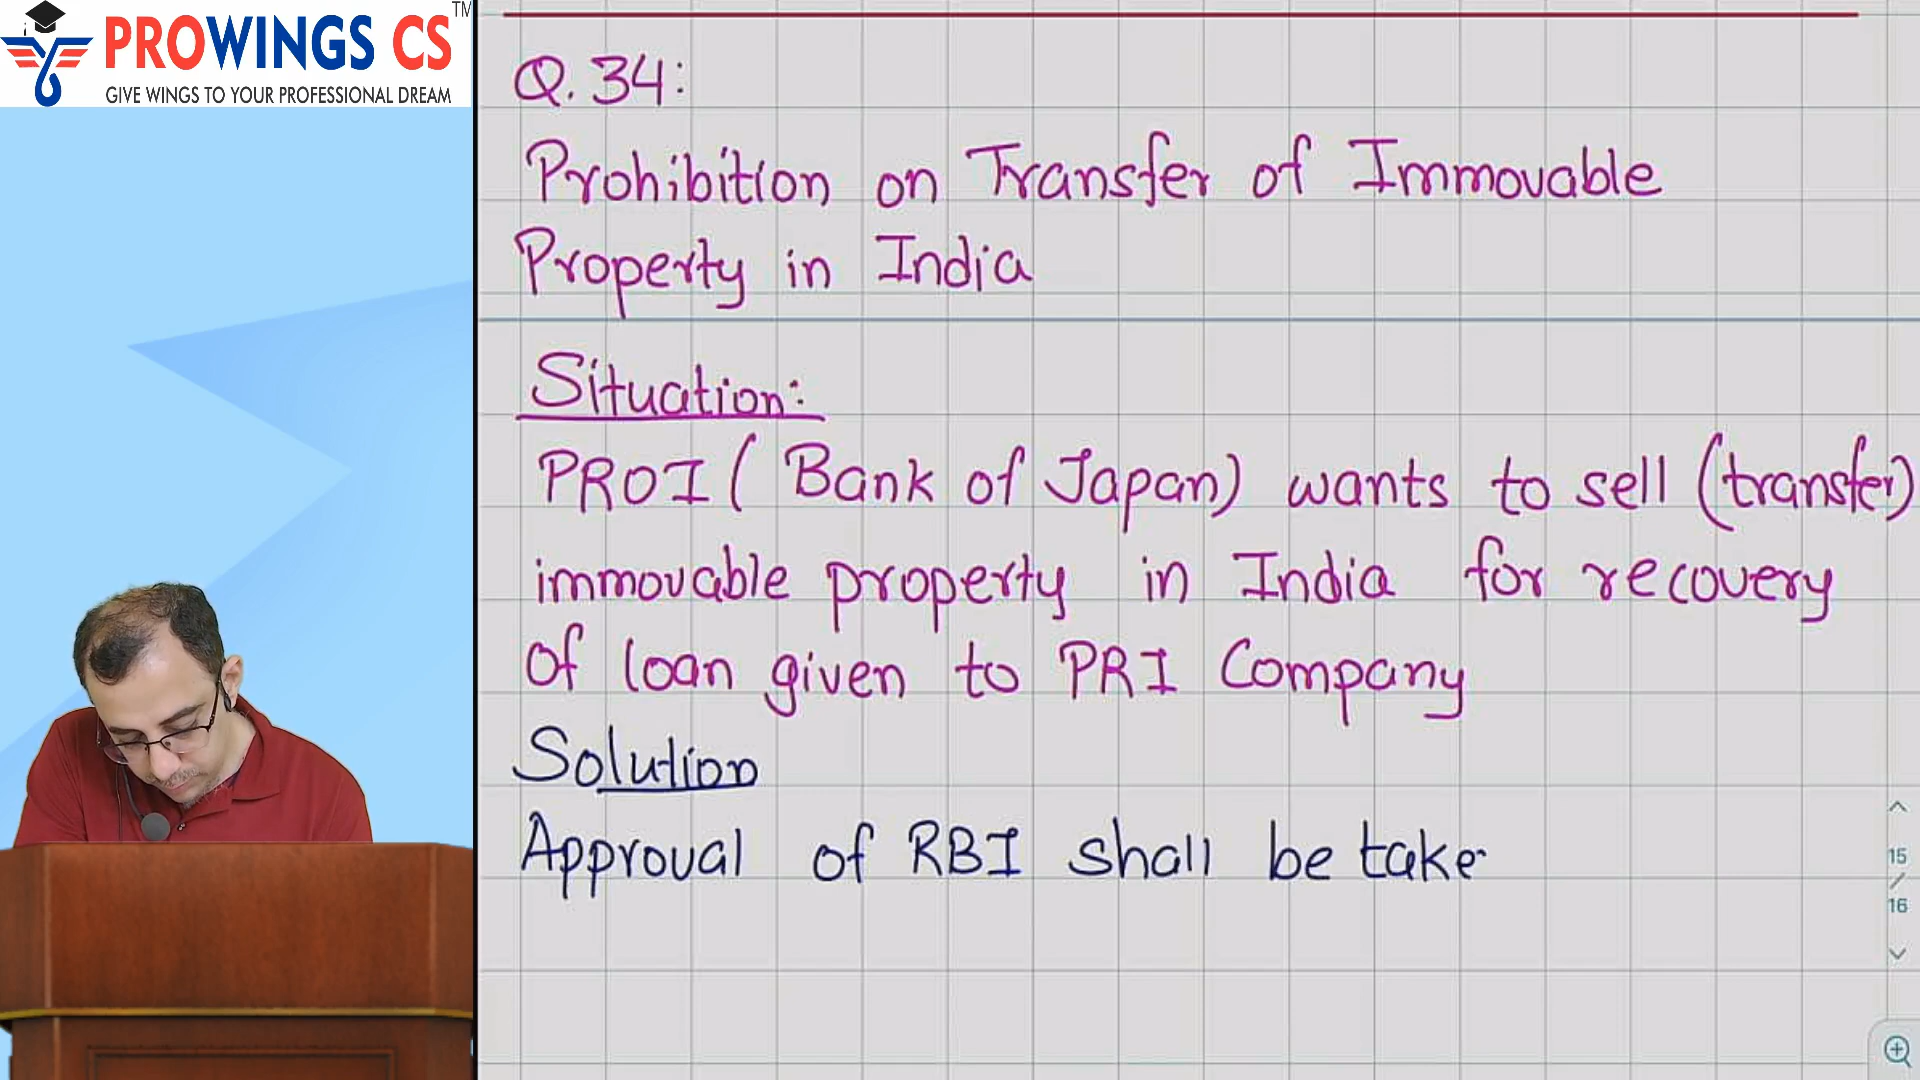 PROWINGS CS TM
GIVE WINGS TO YOUR PROFESSIONAL DREAM
Q. 34:
Prohibition on Transfer of Immovable
Property in India
Situation:
PROI ( Bank of Japan) wants to sell (transfer)
immovable property in India for recovery
of loan given to PRI Company
Solution
Approval of RBI shall be take
15
/
16